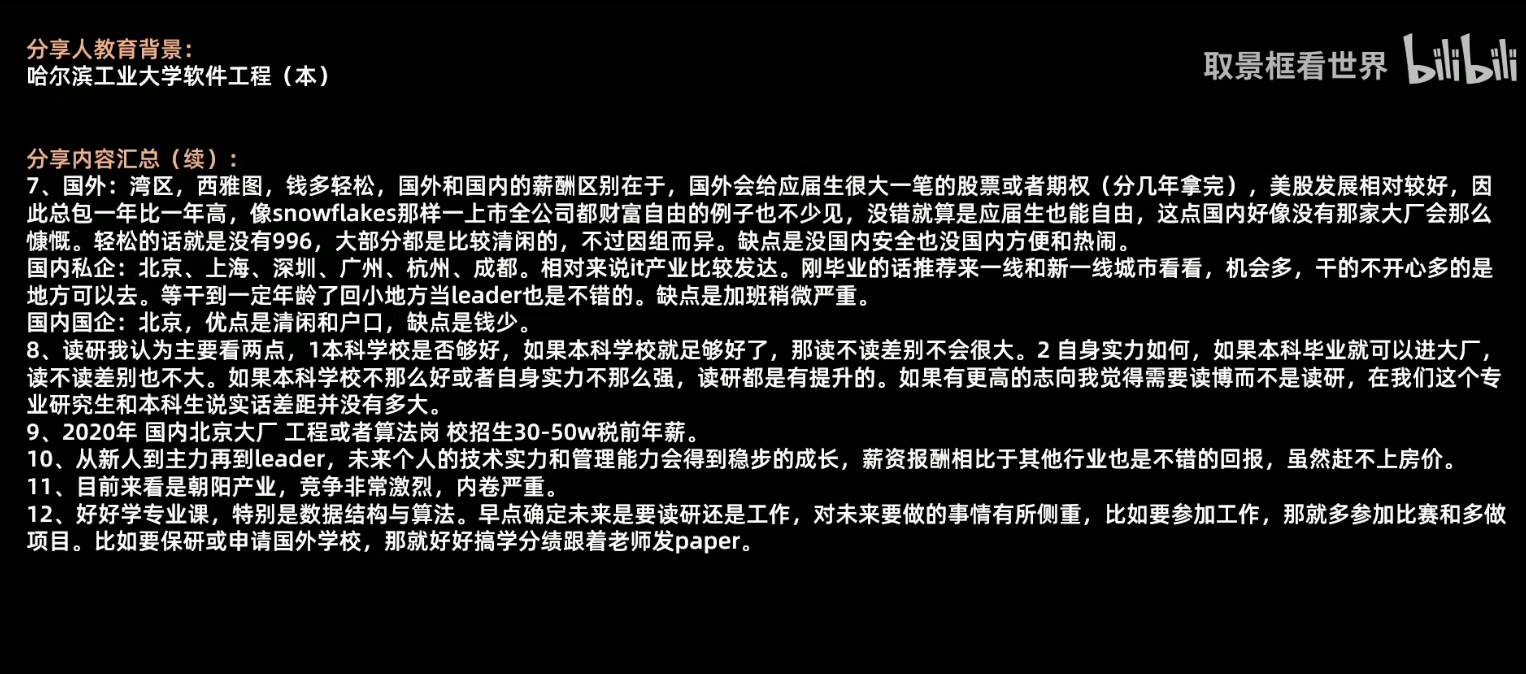 分享人教育背景：
哈尔滨工业大学软件工程（本）
取景框看世界 bilibili
分享内容汇总（续）：
7、国外：湾区，西雅图，钱多轻松，国外和国内的薪酬区别在于，国外会给应届生很大一笔的股票或者期权（分几年拿完），美股发展相对较好，因
此总包一年比一年高，像snowflakes那样一上市全公司都财富自由的例子也不少见，没错就算是应届生也能自由，这点国内好像没有那家大厂会那么
慷慨。轻松的话就是没有996，大部分都是比较清闲的，不过因组而异。缺点是没国内安全也没国内方便和热闹。
国内私企：北京、上海、深圳、广州、杭州、成都。相对来说it产业比较发达。刚毕业的话推荐来一线和新一线城市看看，机会多，干的不开心多的是
地方可以去。等干到一定年龄了回小地方当leader也是不错的。缺点是加班稍微严重。
国内国企：北京，优点是清闲和户口，缺点是钱少。
8、读研我认为主要看两点，1本科学校是否够好，如果本科学校就足够好了，那读不读差别不会很大。2 自身实力如何，如果本科毕业就可以进大厂，
读不读差别也不大。如果本科学校不那么好或者自身实力不那么强，读研都是有提升的。如果有更高的志向我觉得需要读博而不是读研，在我们这个专
业研究生和本科生说实话差距并没有多大。
9、2020年 国内北京大厂 工程或者算法岗 校招生30-50w税前年薪。
10、从新人到主力再到leader，未来个人的技术实力和管理能力会得到稳步的成长，薪资报酬相比于其他行业也是不错的回报，虽然赶不上房价。
11、目前来看是朝阳产业，竞争非常激烈，内卷严重。
12、好好学专业课，特别是数据结构与算法。早点确定未来是要读研还是工作，对未来要做的事情有所侧重，比如要参加工作，那就多参加比赛和多做
项目。比如要保研或申请国外学校，那就好好搞学分绩跟着老师发paper。